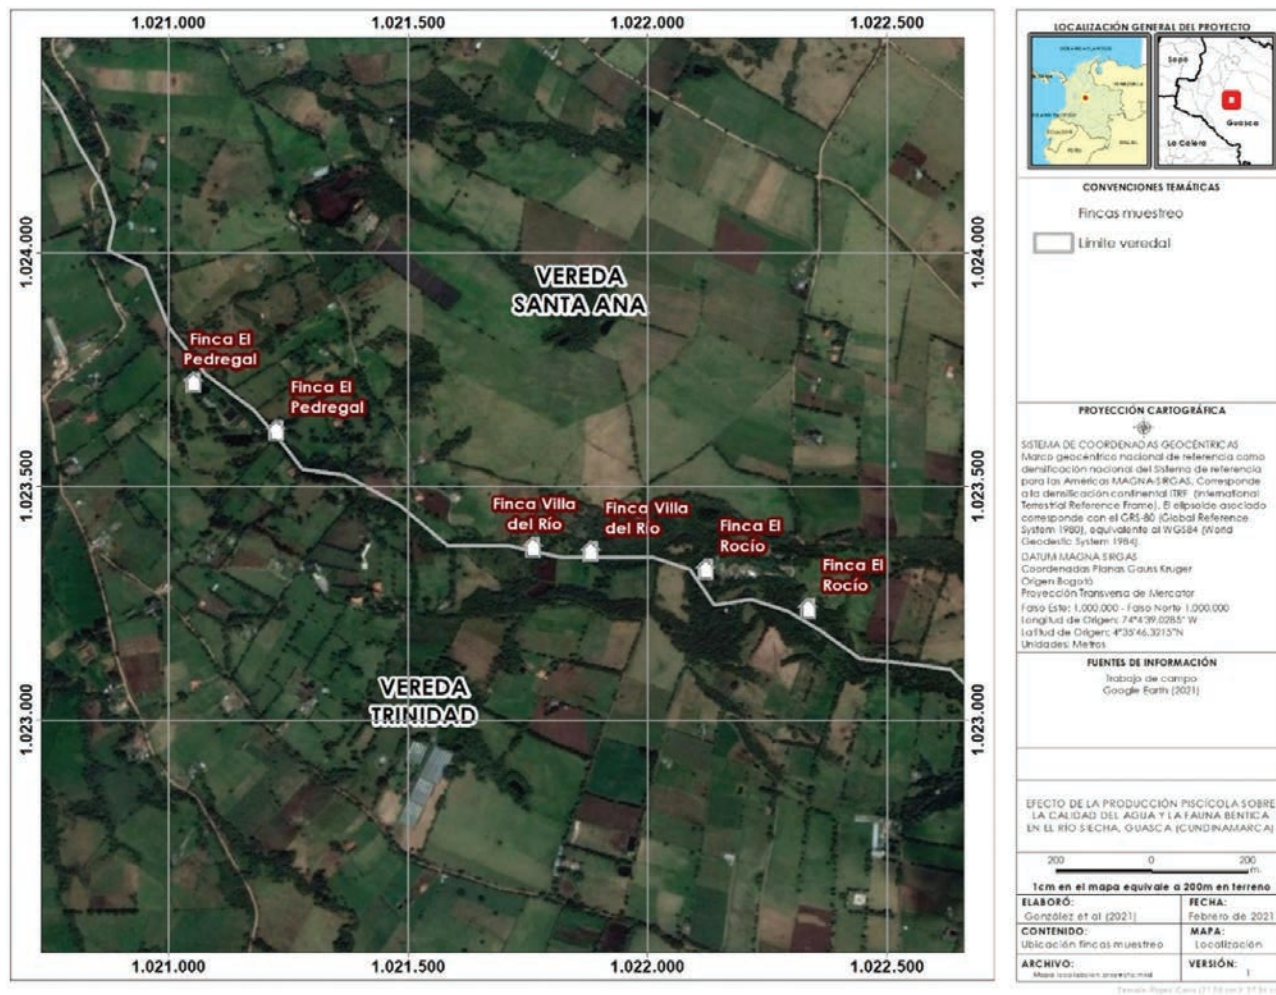 1.021.000 1.021.500 1.022.000 1.022.500
1.024.000
1.023.500
1.023.000
1.024.000
1.023.500
1.023.000
VEREDA
SANTA ANA
Finca El
Pedregal
Finca El
Pedregal
Finca Villa
del Río
Finca Villa
del Río
Finca El
Rocío
Finca El
Rocío
VEREDA
TRINIDAD
1.021.000 1.021.500 1.022.000 1.022.500
LOCALIZACIÓN GENERAL DEL PROYECTO
ECUADOR
PERÚ
Sopó
Guasca
La Calera
CONVENCIONES TEMÁTICAS
Fincas muestreo
Límite veredal
PROYECCIÓN CARTOGRÁFICA
SISTEMA DE COORDENADAS GEOCÉNTRICAS
Marco geocéntrico nacional de referencia como
densificación nacional del Sistema de referencia
para las Américas MAGNA-SIRGAS. Corresponde
a la densificación continental ITRF (International
Terrestrial Reference Frame). El elipsoide asociado
corresponde con el GRS-80 (Global Reference
System 1980), equivalente al WGS84 (World
Geodestic System 1984).
DATUM MAGNA SIRGAS
Coordenadas Planas Gauss Kruger
Origen Bogotá
Proyección Transversa de Mercator
Falso Este: 1.000.000 - Falso Norte 1.000.000
Longitud de Origen: 74°4'39.0285" W
Latitud de Origen: 4°35'46.3215"N
Unidades: Metros
FUENTES DE INFORMACIÓN
Trabajo de campo
Google Earth (2021)
EFECTO DE LA PRODUCCIÓN PISCÍCOLA SOBRE
LA CALIDAD DEL AGUA Y LA FAUNA BENTICA
EN EL RÍO SIECHA, GUASCA (CUNDINAMARCA)
200 0 200
m.
1cm en el mapa equivale a 200m en terreno
ELABORÓ:
González et al (2021)
FECHA:
Febrero de 2021
CONTENIDO:
Ubicación fincas muestreo
MAPA:
Localización
ARCHIVO:
VERSIÓN:
1